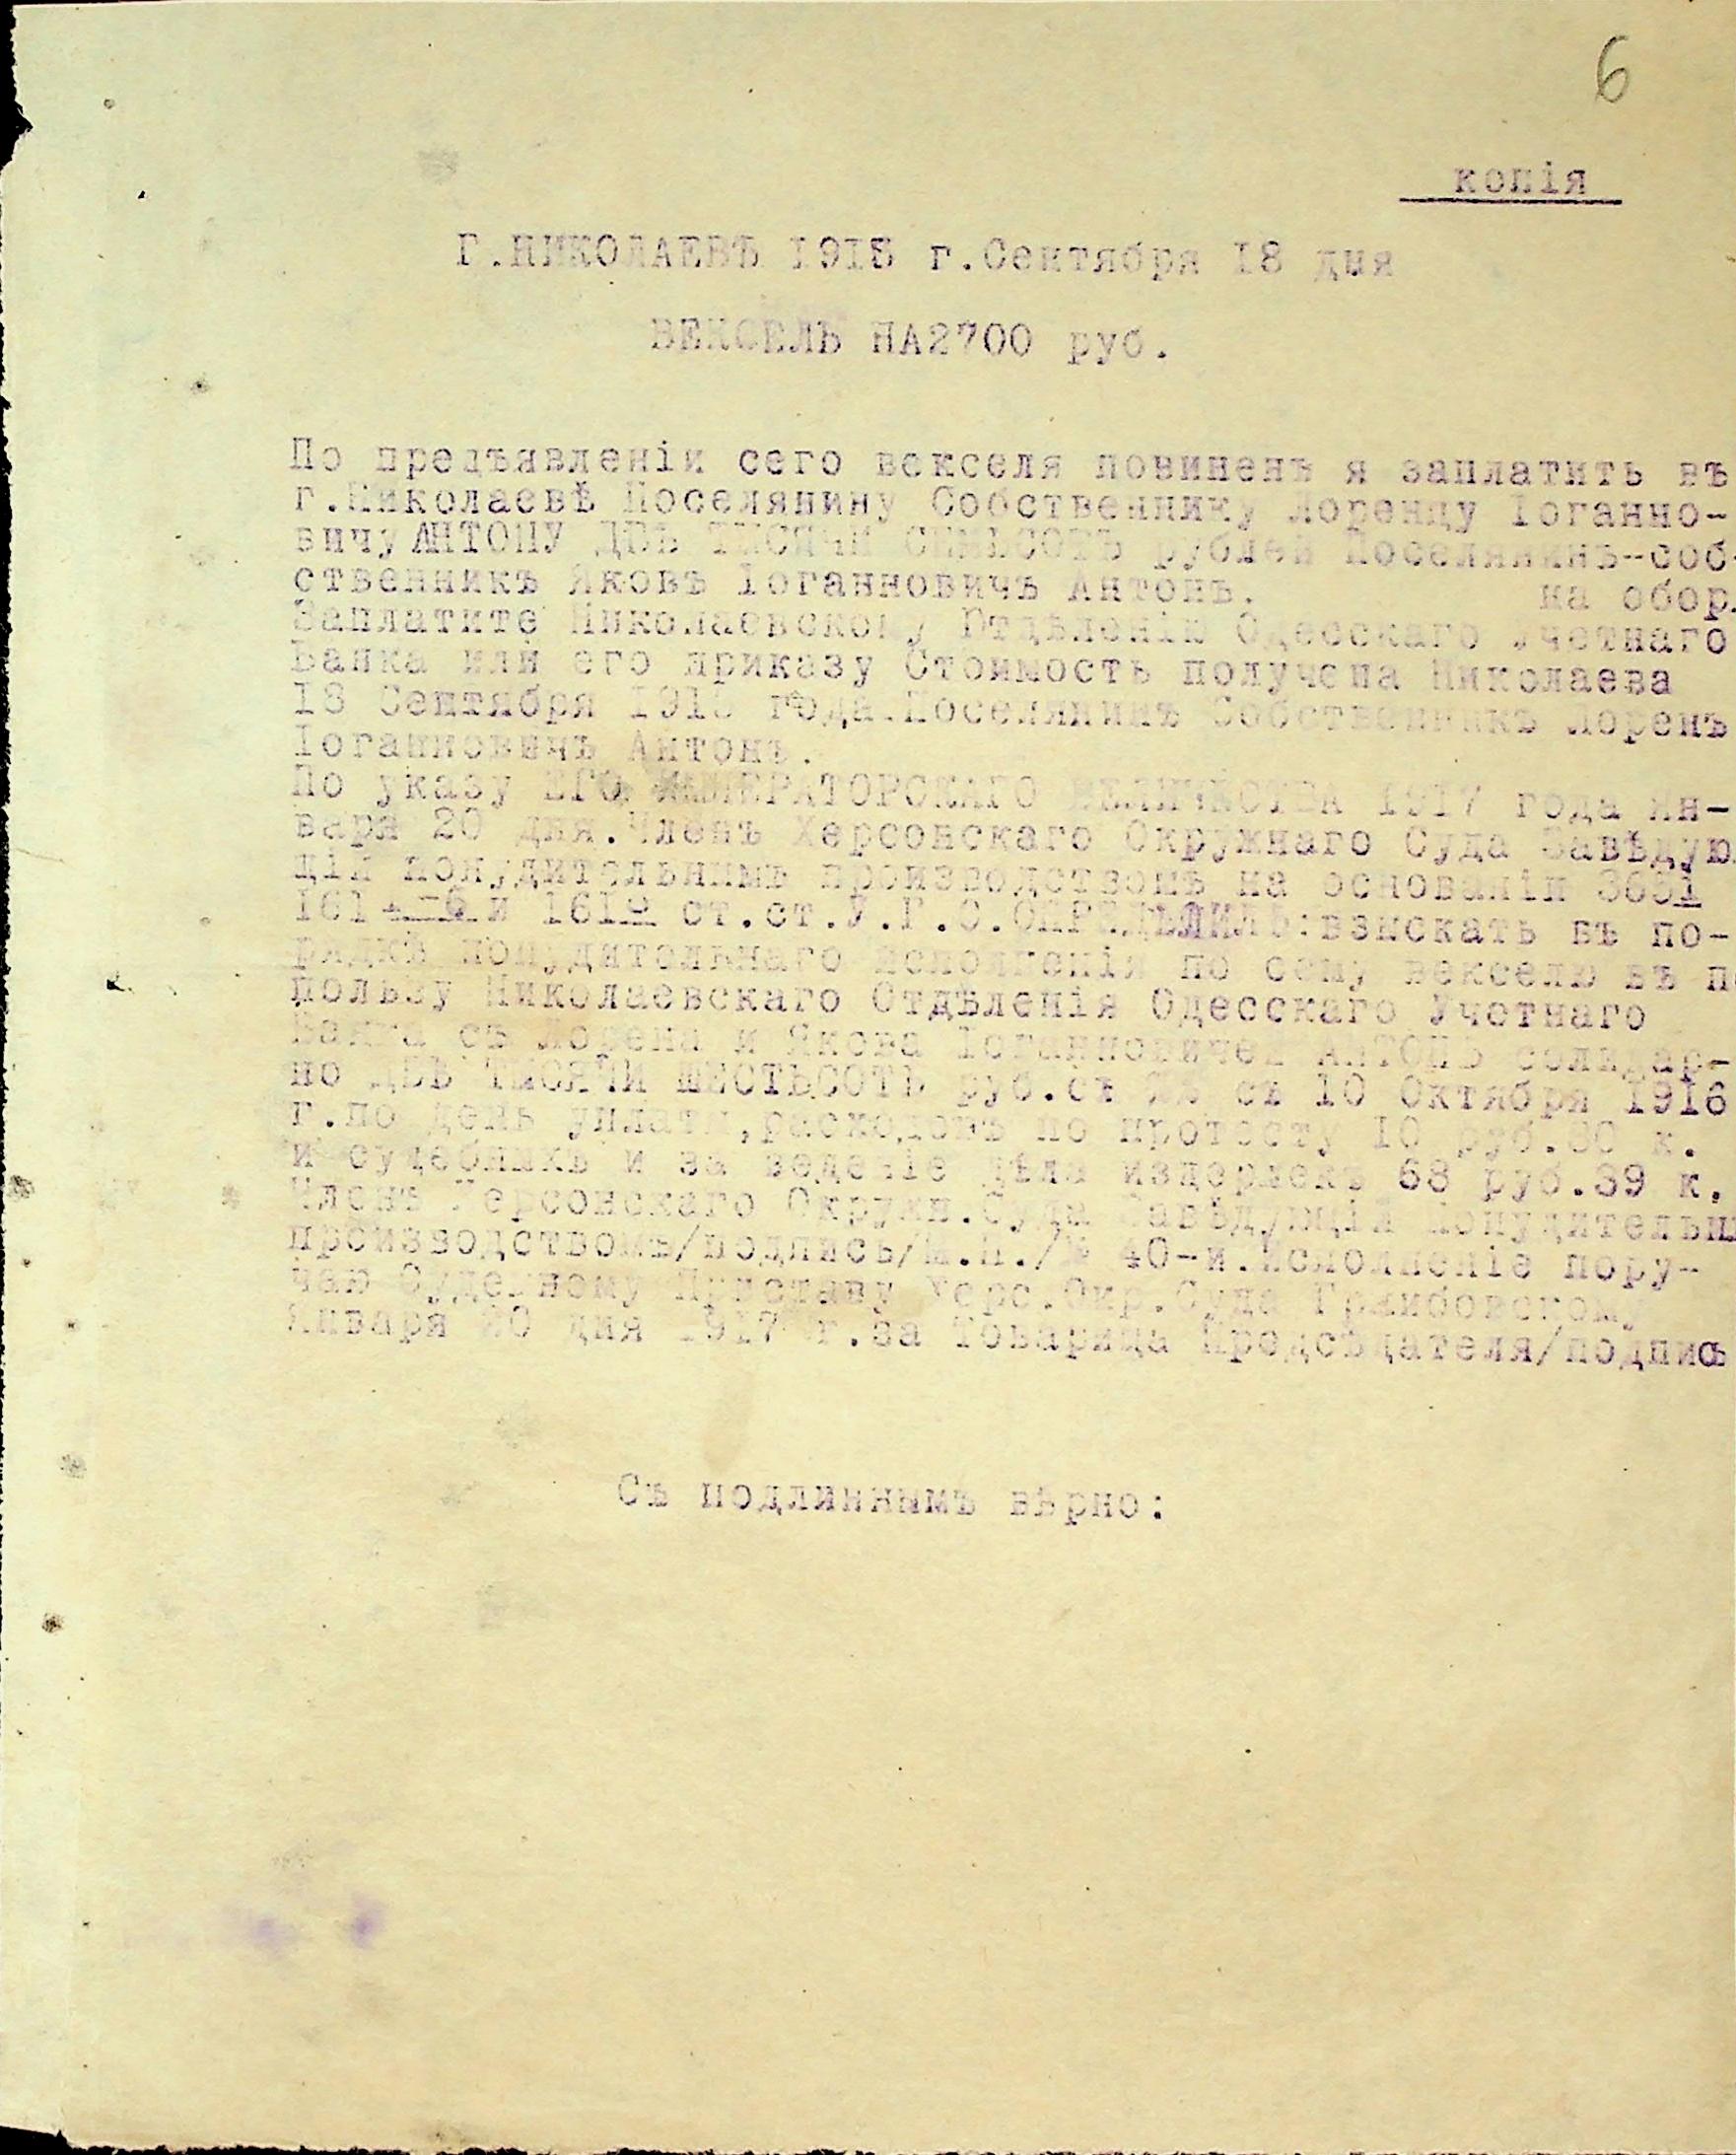 6
копія
Г.НИКОЛАЕВЪ 1915 г.Сентября 18 дня
ВЕКСЕЛЬ НА2700 руб.
По предъявленіи сего векселя повиненъ я заплатить въ
г.Николаевѣ Поселянину Собственнику Лоренцу Іоганно-
вичу АНТОНУ ДВѢ ТЫСЯЧИ СЕМЬСОТЪ рублей Поселянинъ-соб-
ственникъ Яковъ Іоганновичъ Антонъ. на обор.
Заплатите Николаевскому Отдѣленію Одесскаго Учетнаго
Банка или его приказу Стоимость получена Николаева
18 Сентября 1915 года.Поселянинъ Собственникъ Лоренъ
Іоганновичъ Антонъ.
По указу ЕГО ИМПЕРАТОРСКАГО ВЕЛИЧЕСТВА 1917 года Ян-
варя 20 дня.Членъ Херсонскаго Окружнаго Суда Завѣдую
щій понудительнымъ производствомъ на основаніи
и ст.ст.У.Г.С.ОПРЕДѢЛИЛЪ:взыскать въ по-
рядкѣ понудительнаго исполненія по сему векселю въ по
пользу Николаевскаго Отдѣленія Одесскаго Учетнаго
Банка съ Лорена и Якова Іоганновичей АНТОНЪ солидар-
но ДВѢ ТЫСЯЧИ ШЕСТЬСОТЪ руб.съ %% съ 10 Октября 1916
г.по день уплаты,расходовъ по протесту 10 руб. к.
и судебныхъ и за веденіе дѣла издержекъ 68 руб.39 к.
Членъ Херсонскаго Окружн.Суда Завѣдующій понудительн
производствомъ/подпись/М.П./№ 40-и.Исполненіе пору-
чаю Судебному Приставу Херс.Окр.Суда Грамбовскому
Января 20 дня 1917 г.за Товарища Предсѣдателя/подпись
Съ подлиннымъ вѣрно: